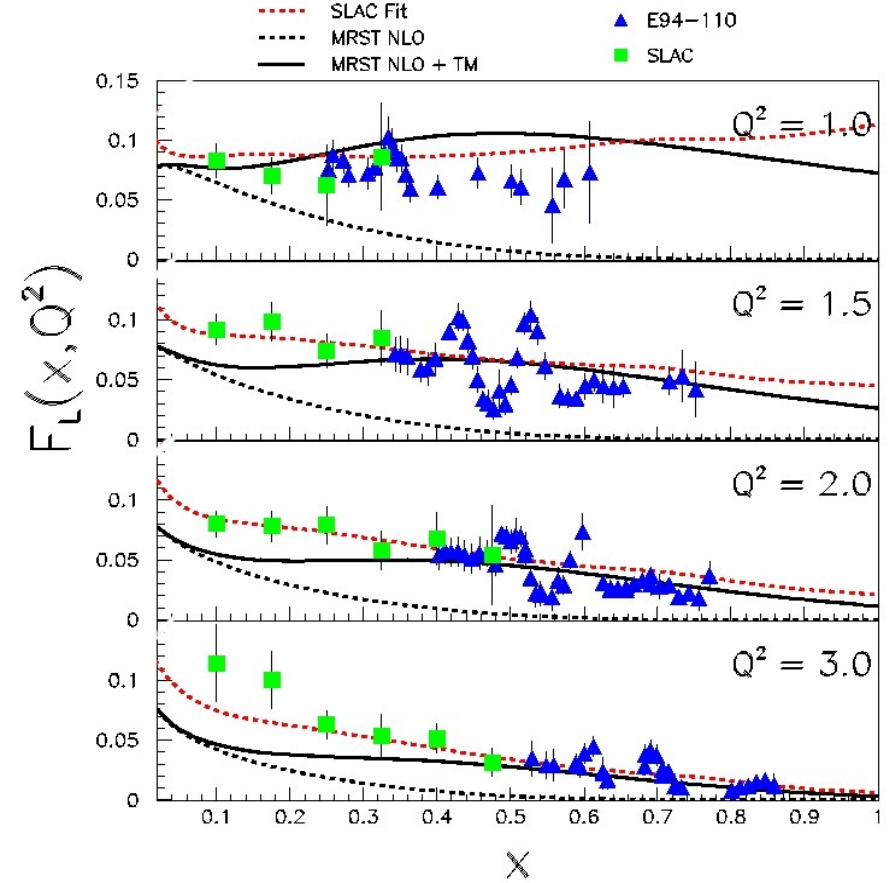 SLAC Fit
MRST NLO
MRST NLO + TM
E94-110
SLAC
F_L(x,Q²)
0.15
0.1
0.05
0
Q² = 1.0
0.1
0.05
0
Q² = 1.5
0.1
0.05
0
Q² = 2.0
0.1
0.05
0
Q² = 3.0
0.1 0.2 0.3 0.4 0.5 0.6 0.7 0.8 0.9 1
X